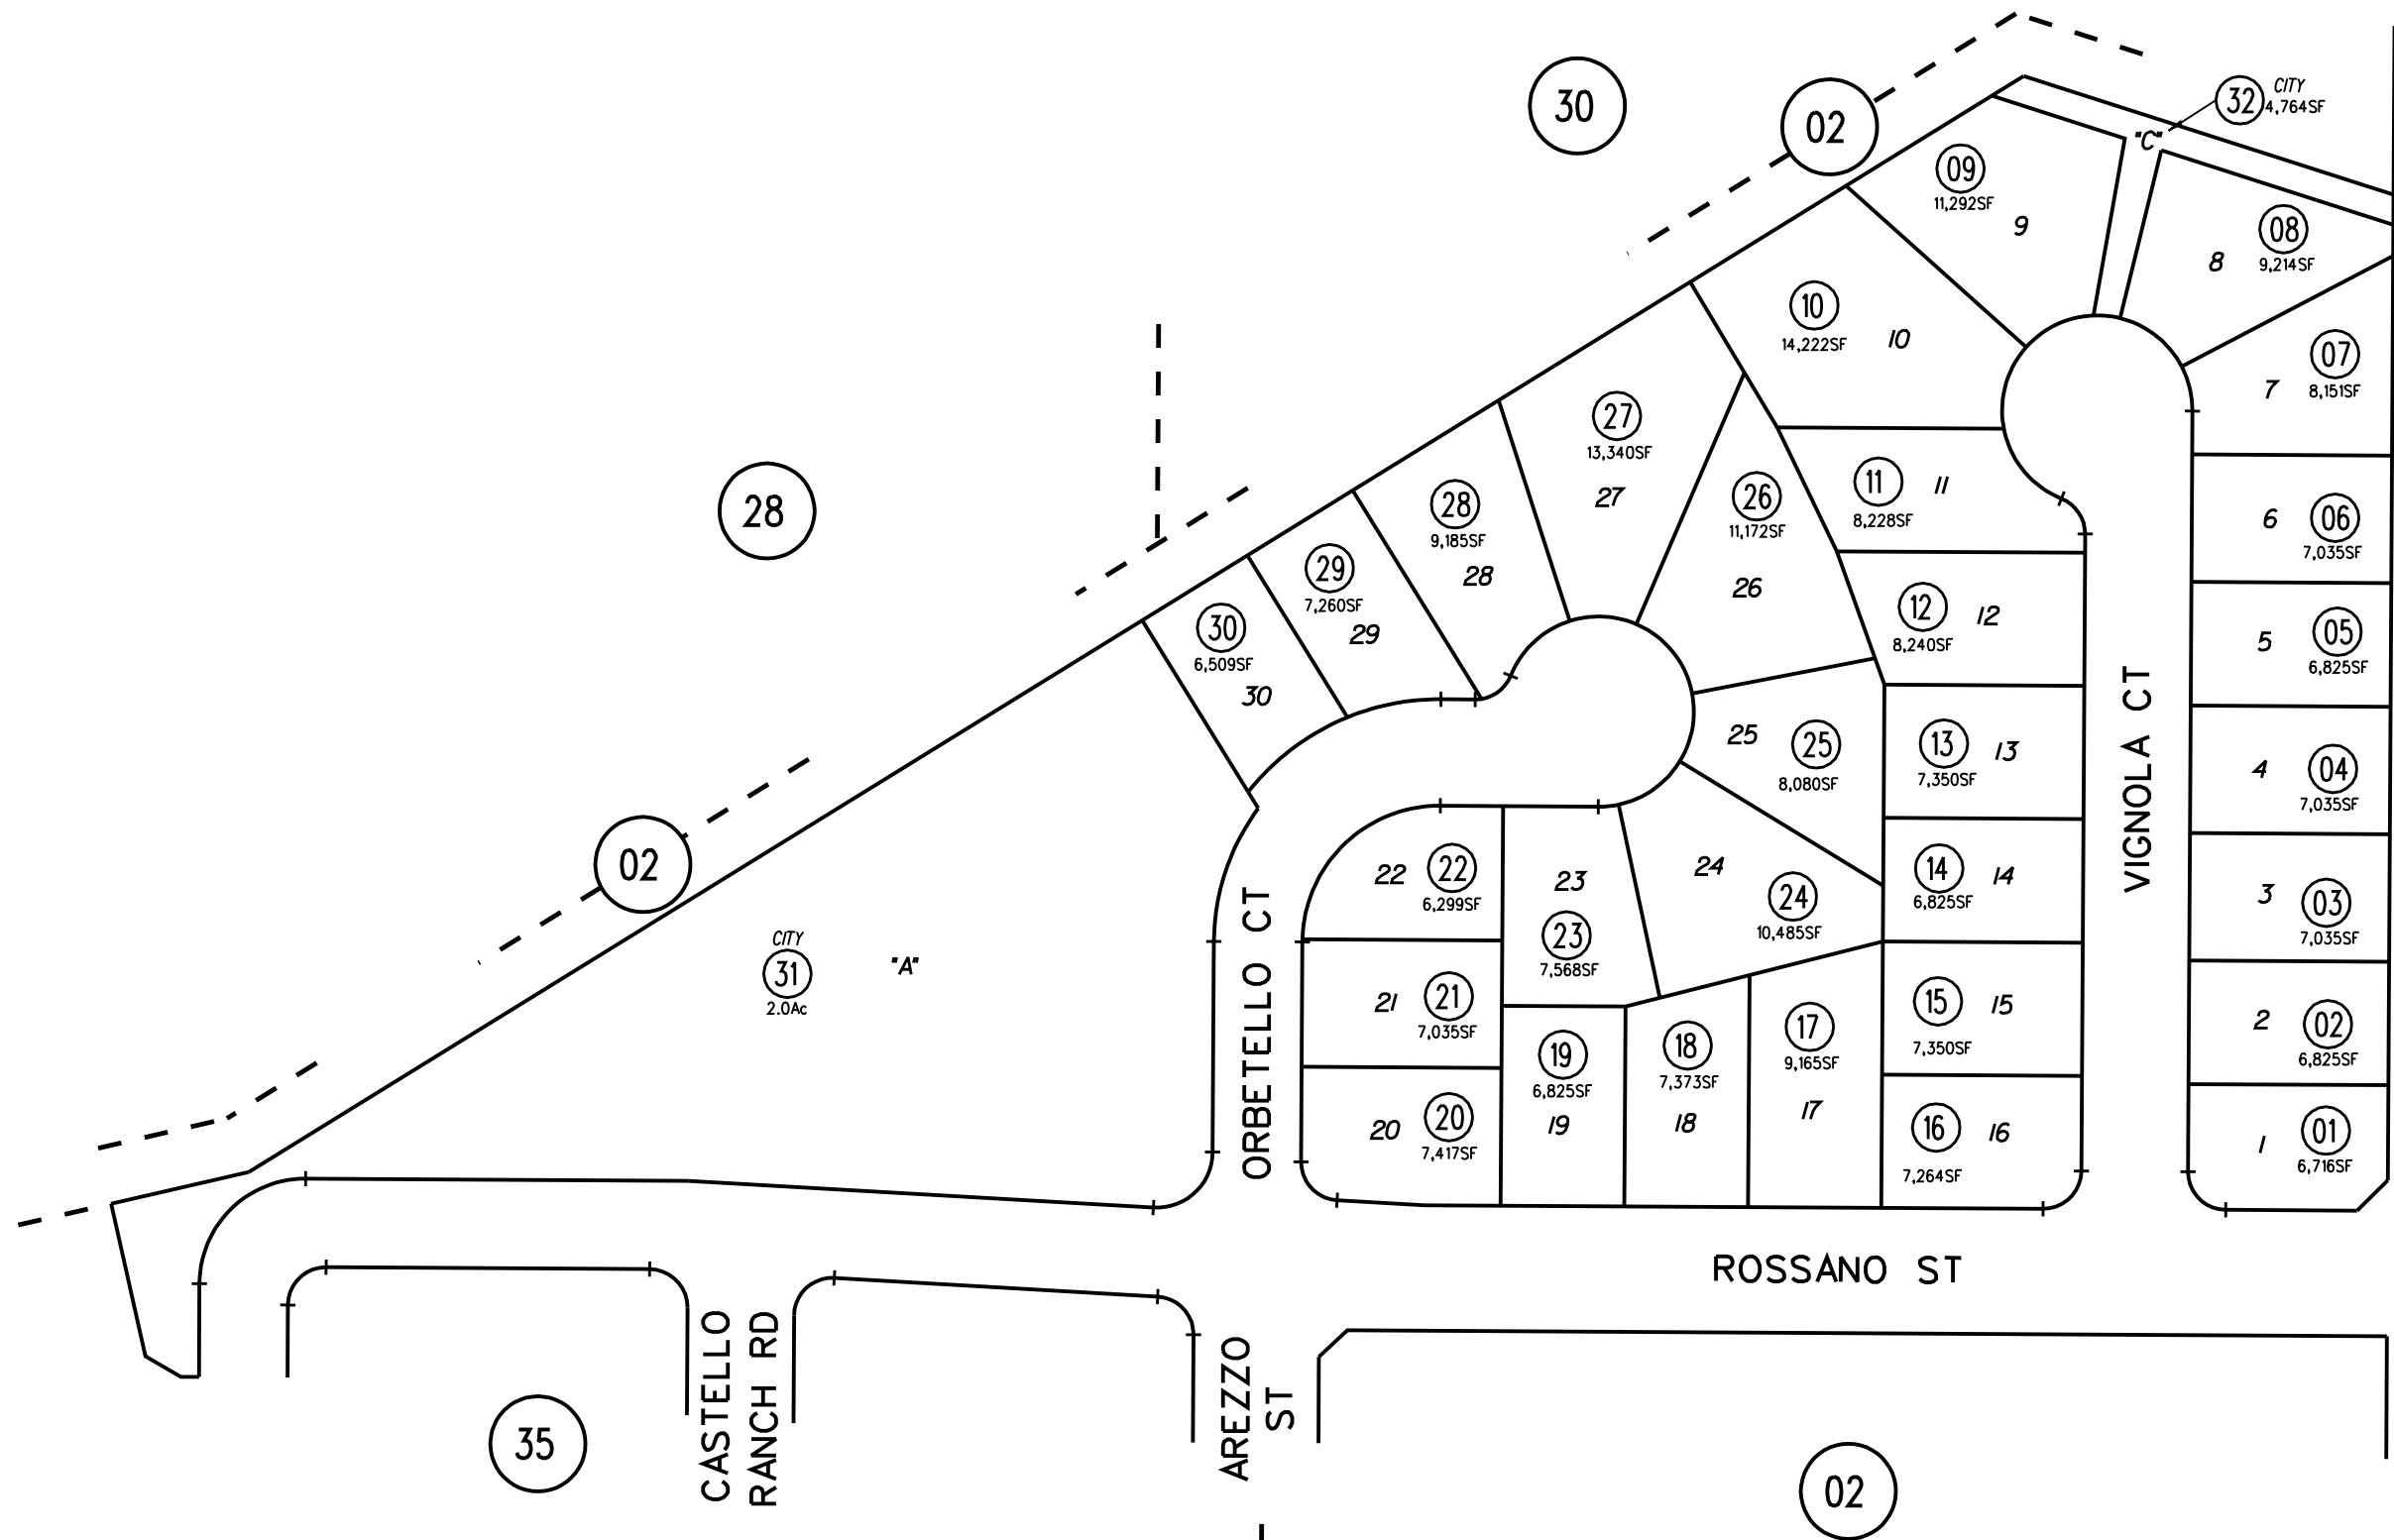 30
02
32
CITY
4,764SF
"C"
09
11,292SF
9
08
9,214SF
8
10
14,222SF
10
07
8,151SF
7
27
13,340SF
27
28
28
9,185SF
28
26
11,172SF
26
11
8,228SF
11
06
7,035SF
6
29
7,260SF
29
30
6,509SF
30
12
8,240SF
12
05
6,825SF
5
25
25
8,080SF
13
7,350SF
13
04
7,035SF
4
VIGNOLA CT
02
22
22
6,299SF
23
23
7,568SF
24
24
10,485SF
14
6,825SF
14
03
7,035SF
3
CITY
31
2.0Ac
"A"
ORBETELLO CT
21
21
7,035SF
19
6,825SF
19
18
7,373SF
18
17
9,165SF
17
15
7,350SF
15
02
6,825SF
2
20
20
7,417SF
16
7,264SF
16
01
6,716SF
1
ROSSANO ST
CASTELLO
RANCH RD
AREZZO
ST
35
02